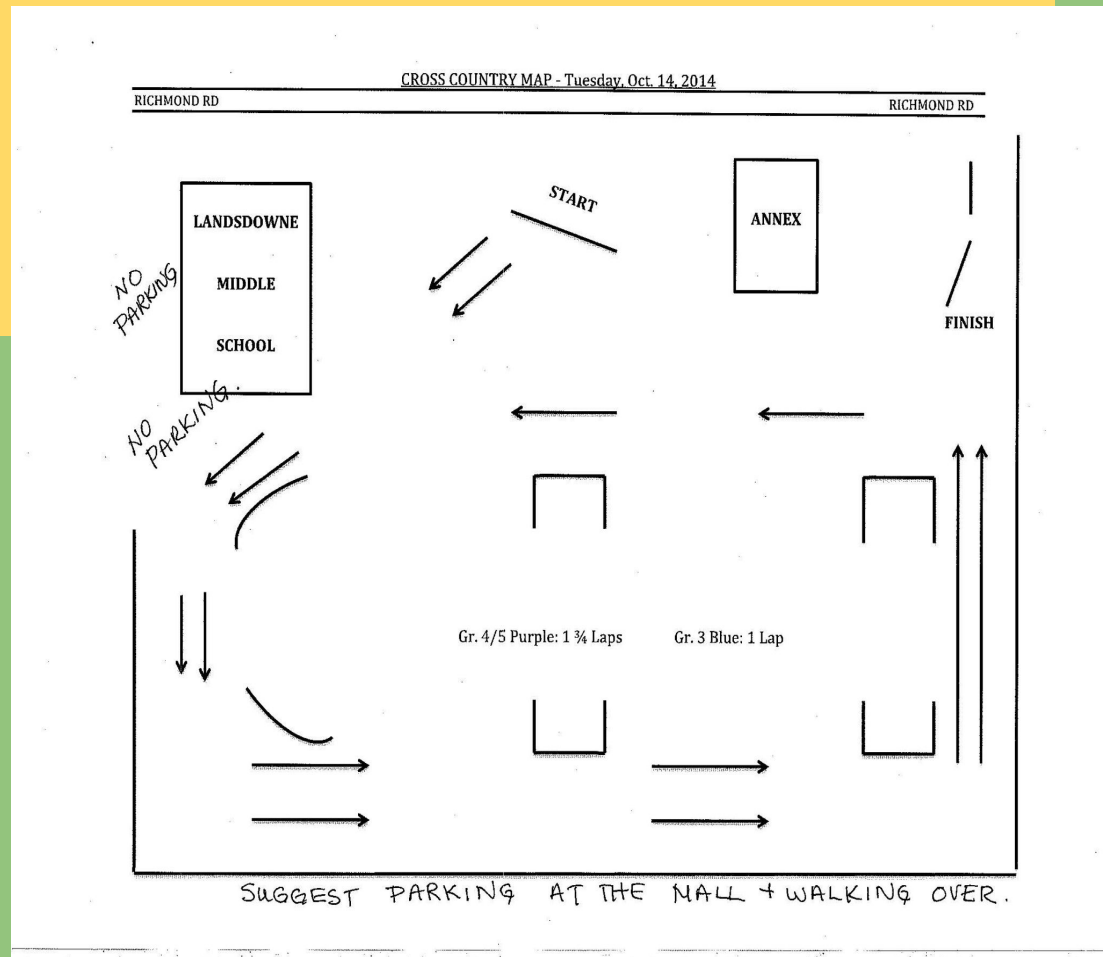 CROSS COUNTRY MAP - Tuesday, Oct. 14, 2014
RICHMOND RD
RICHMOND RD
START
LANDSDOWNE
MIDDLE
SCHOOL
ANNEX
NO
PARKING
FINISH
NO
PARKING.
Gr. 4/5 Purple: 1 ¾ Laps
Gr. 3 Blue: 1 Lap
SUGGEST PARKING AT THE MALL + WALKING OVER.